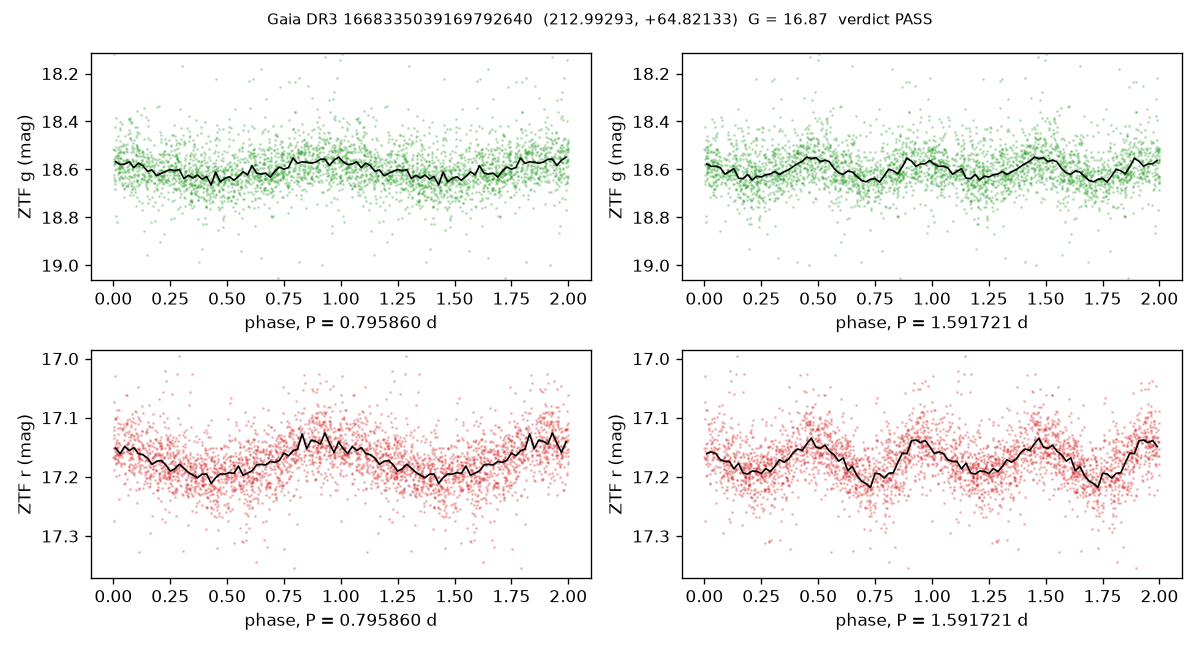 Gaia DR3 1668335039169792640 (212.99293, +64.82133) G = 16.87 verdict PASS
ZTF g (mag)
18.2
18.4
18.6
18.8
19.0
0.00 0.25 0.50 0.75 1.00 1.25 1.50 1.75 2.00
phase, P = 0.795860 d
ZTF g (mag)
18.2
18.4
18.6
18.8
19.0
0.00 0.25 0.50 0.75 1.00 1.25 1.50 1.75 2.00
phase, P = 1.591721 d
ZTF r (mag)
17.0
17.1
17.2
17.3
0.00 0.25 0.50 0.75 1.00 1.25 1.50 1.75 2.00
phase, P = 0.795860 d
ZTF r (mag)
17.0
17.1
17.2
17.3
0.00 0.25 0.50 0.75 1.00 1.25 1.50 1.75 2.00
phase, P = 1.591721 d